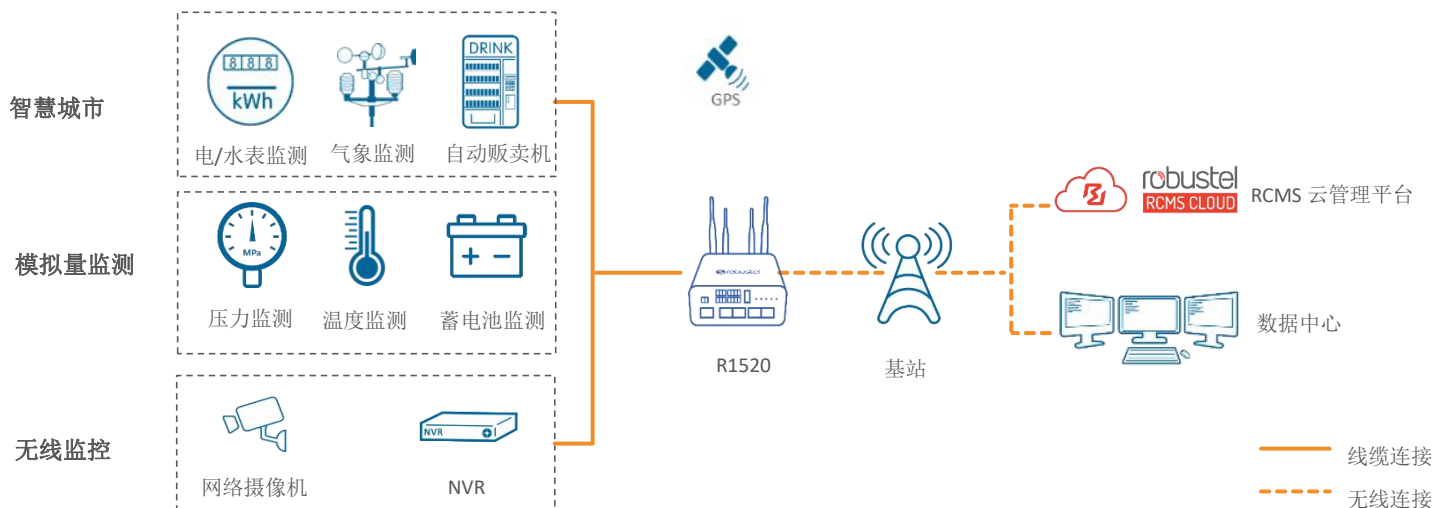 智慧城市
888
kWh
DRINK
电/水表监测
气象监测
自动贩卖机
GPS
模拟量监测
MPa
压力监测
温度监测
蓄电池监测
robustel
R1520
基站
robustel
RCMS CLOUD
RCMS 云管理平台
数据中心
无线监控
NVR
网络摄像机
NVR
线缆连接
无线连接